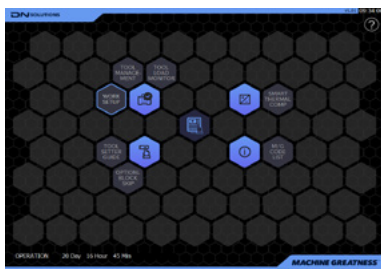 DN SOLUTIONS
?
TOOL
MANAGE-
MENT
TOOL
LOAD
MONITOR
WORK
SETUP
SMART
THERMAL
COMP
TOOL
SETTER
GUIDE
M/G
CODE
LIST
OPTIONAL
BLOCK
SKIP
OPERATION 28 Day 16 Hour 45 Min
MACHINE GREATNESS